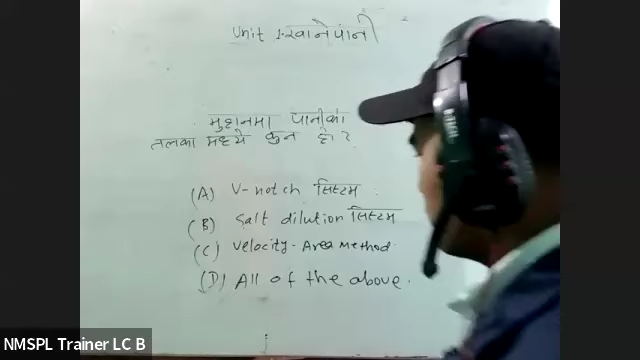 Unit 1:खानेपानी
मुहानमा पानीको
तलका मध्ये कुन हो?
(A) V-notch सिस्टम
(B) Salt dilution सिस्टम
(C) Velocity-Area Method.
(D) All of the above.
NMSPL Trainer LC B